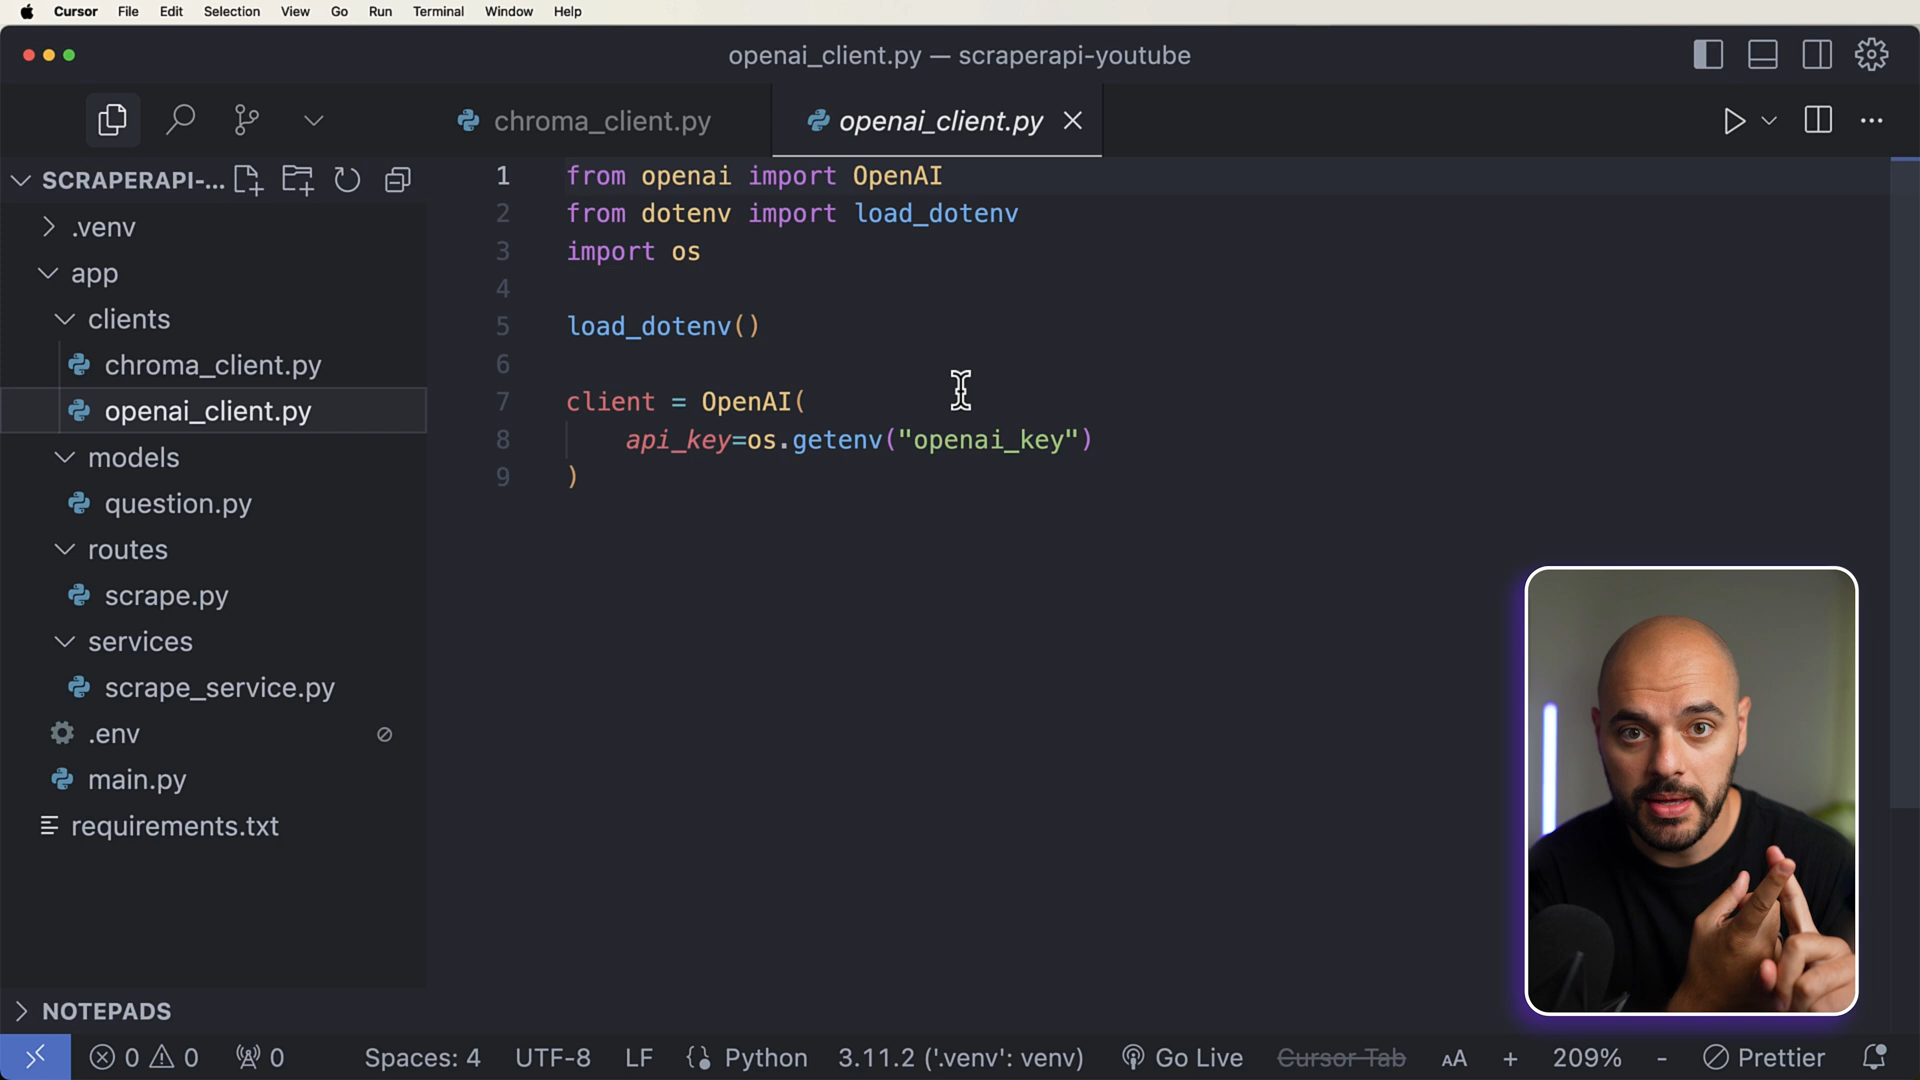 Cursor File Edit Selection View Go Run Terminal Window Help
openai_client.py — scraperapi-youtube
chroma_client.py openai_client.py
SCRAPERAPI-...
.venv
app
clients
chroma_client.py
openai_client.py
models
question.py
routes
scrape.py
services
scrape_service.py
.env
main.py
requirements.txt
NOTEPADS
1 from openai import OpenAI
2 from dotenv import load_dotenv
3 import os
4
5 load_dotenv()
6
7 client = OpenAI(
8 api_key=os.getenv("openai_key")
9 )
0 0 0 Spaces: 4 UTF-8 LF Python 3.11.2 ('.venv': venv) Go Live Cursor Tab AA + 209% - Prettier